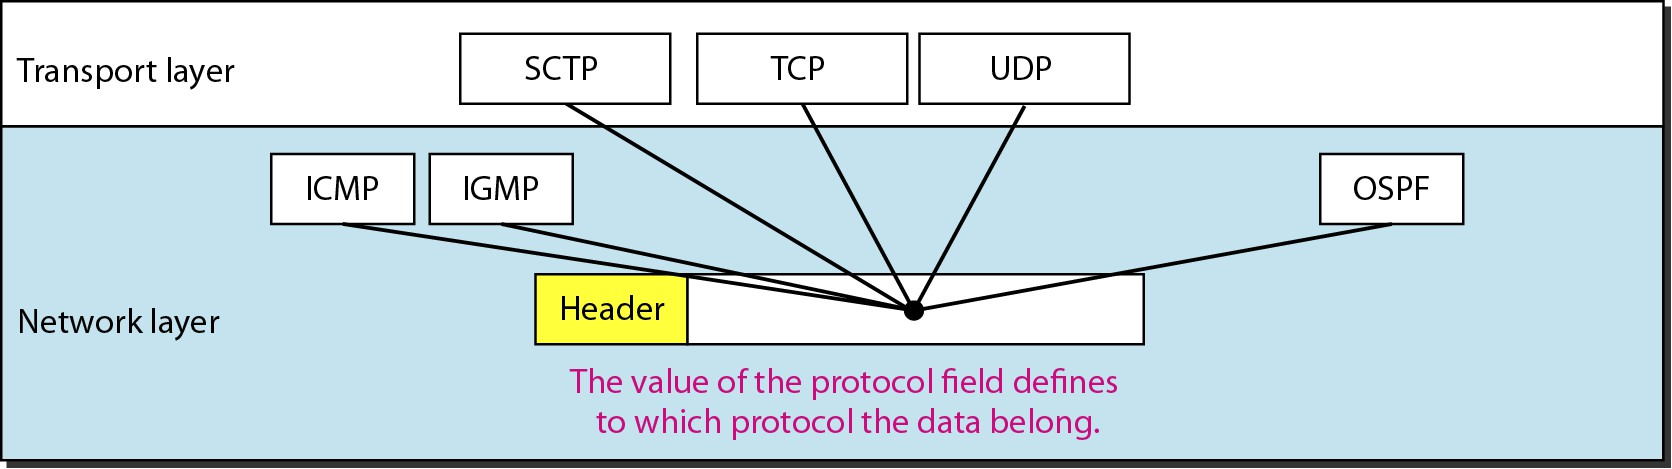 Transport layer
SCTP
TCP
UDP
ICMP
IGMP
OSPF
Network layer
Header
The value of the protocol field defines
to which protocol the data belong.